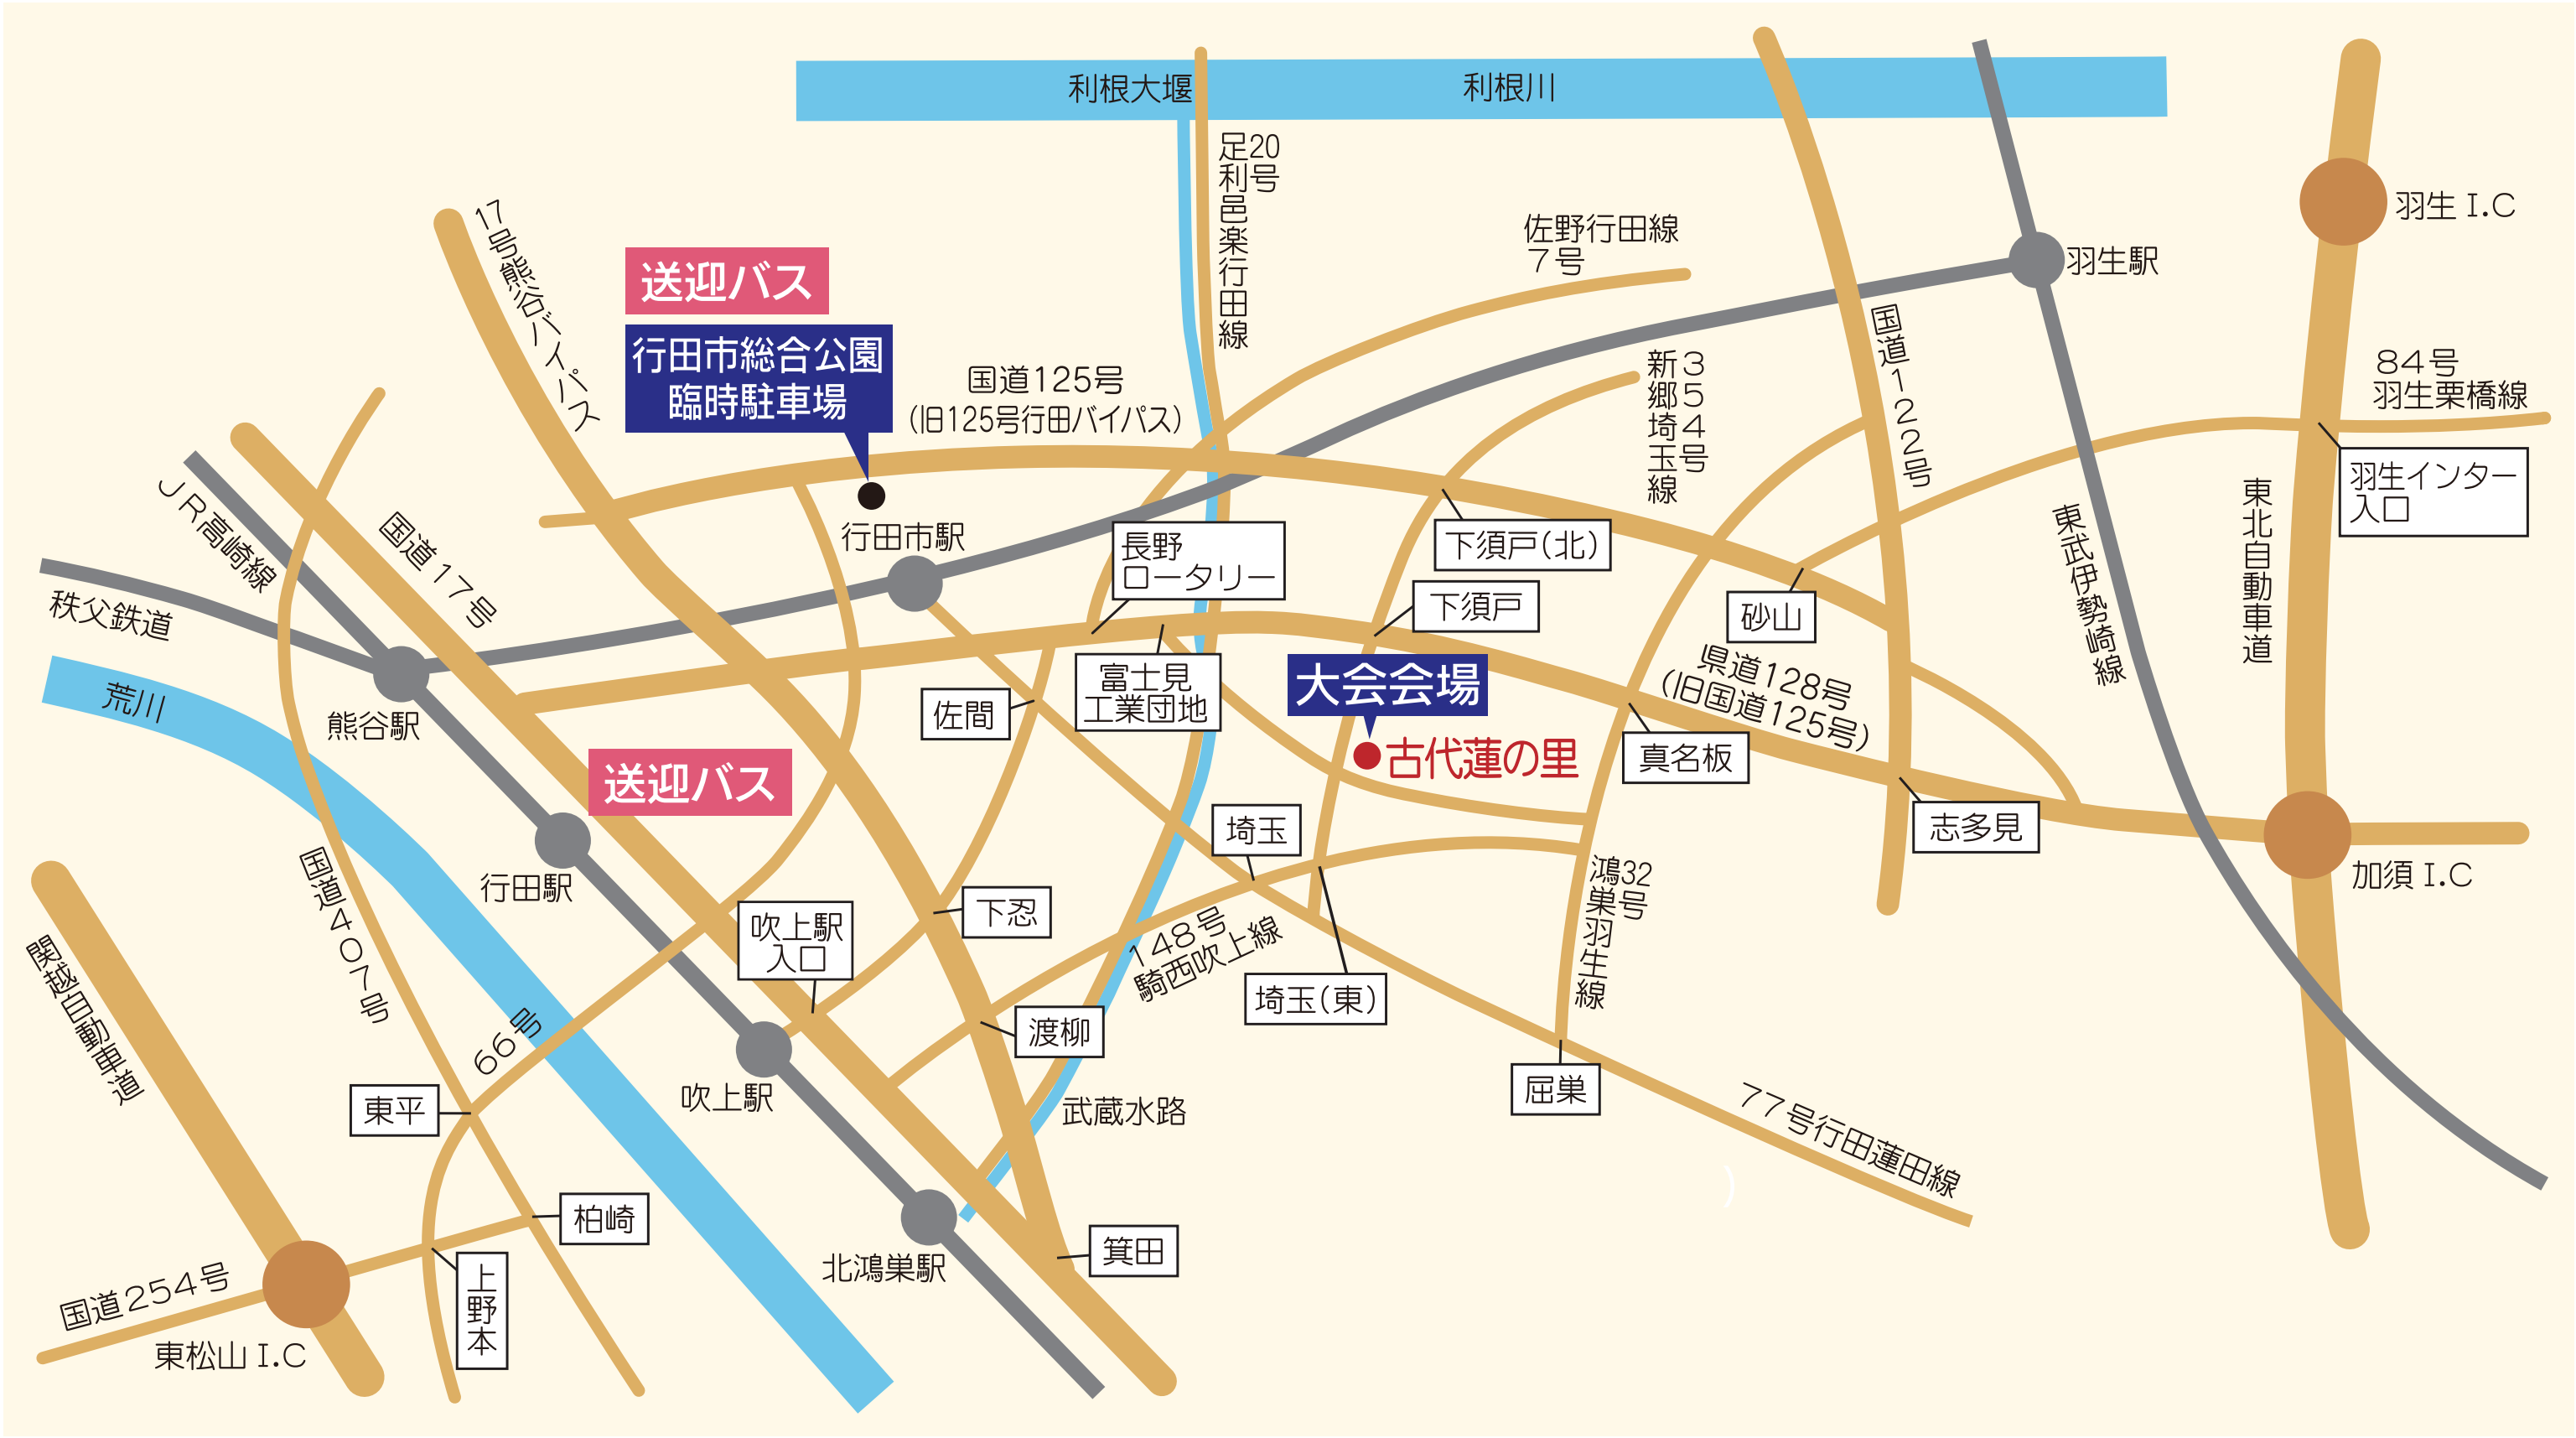 利根大堰
利根川
足利邑楽行田線
20号
17号熊谷バイパス
送迎バス
行田市総合公園
臨時駐車場
佐野行田線
7号
羽生 I.C
羽生駅
国道122号
国道125号
（旧125号行田バイパス）
新郷埼玉線
354号
84号
羽生栗橋線
羽生インター
入口
JR高崎線
国道17号
秩父鉄道
行田市駅
長野
ロータリー
下須戸（北）
下須戸
砂山
東武伊勢崎線
東北自動車道
荒川
熊谷駅
佐間
富士見
工業団地
大会会場
古代蓮の里
県道128号
（旧国道125号）
真名板
志多見
送迎バス
行田駅
埼玉
加須 I.C
国道407号
関越自動車道
吹上駅
入口
下忍
148号
騎西吹上線
埼玉（東）
鴻巣羽生線
32号
66号
渡柳
吹上駅
東平
武蔵水路
屈巣
77号行田蓮田線
柏崎
上野本
北鴻巣駅
箕田
国道254号
東松山 I.C
）